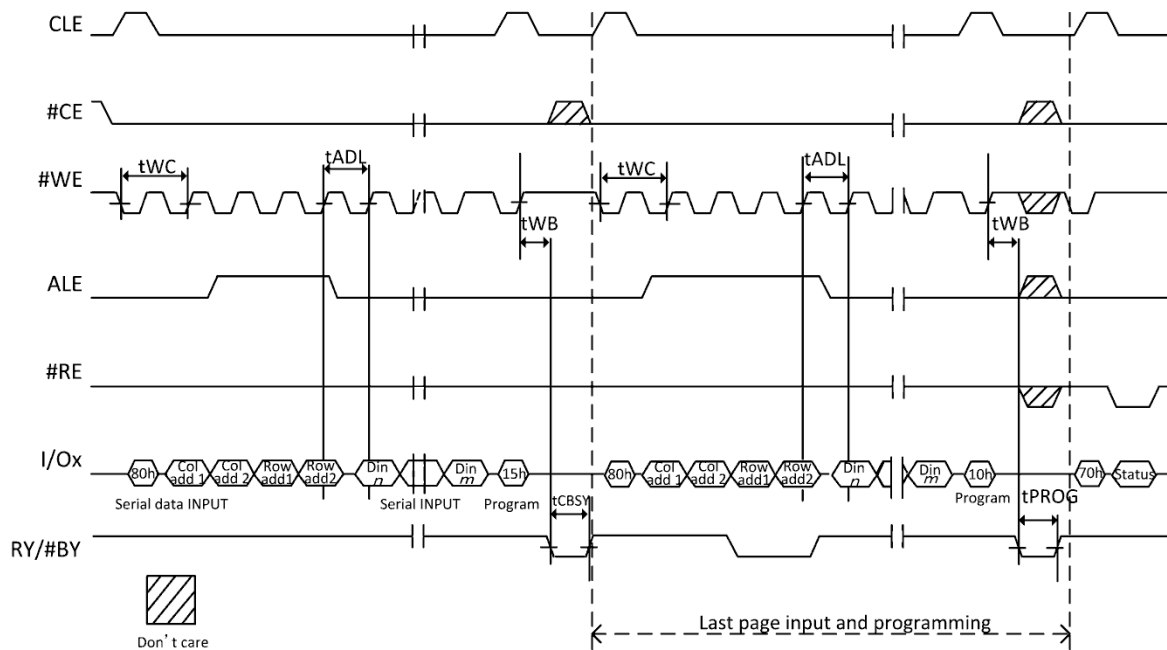 CLE
#CE
tWC
tADL
tWC
tADL
#WE
tWB
tWB
ALE
#RE
I/Ox
80h
Col
add 1
Col
add 2
Row
add1
Row
add2
Din
n
Din
m
15h
80h
Col
add 1
Col
add 2
Row
add1
Row
add2
Din
n
Din
m
10h
70h
Status
Serial data INPUT
Serial INPUT
Program
tCBSY
Program
tPROG
RY/#BY
Don't care
Last page input and programming